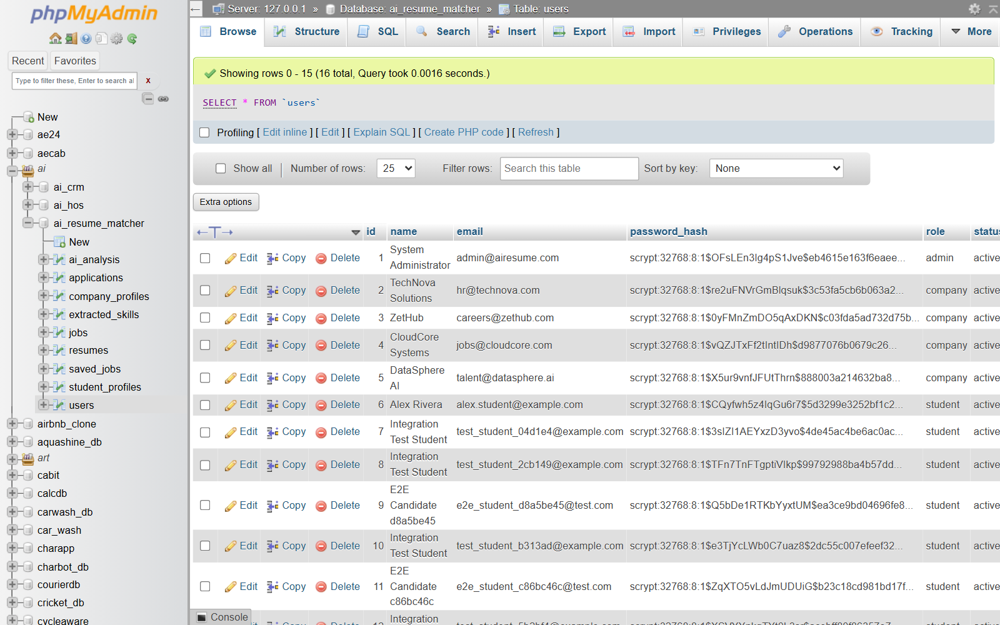 phpMyAdmin
Recent Favorites
Type to filter these, Enter to search al X
New
ae24
aecab
ai
ai_crm
ai_hos
ai_resume_matcher
New
ai_analysis
applications
company_profiles
extracted_skills
jobs
resumes
saved_jobs
student_profiles
users
airbnb_clone
aquashine_db
art
cabit
calcdb
carwash_db
car_wash
charapp
charbot_db
courierdb
cricket_db
cycleaware
Server: 127.0.0.1 » Database: ai_resume_matcher » Table: users
Browse Structure SQL Search Insert Export Import Privileges Operations Tracking More
Showing rows 0 - 15 (16 total, Query took 0.0016 seconds.)
SELECT * FROM `users`
Profiling [ Edit inline ] [ Edit ] [ Explain SQL ] [ Create PHP code ] [ Refresh ]
Show all Number of rows: 25 Filter rows: Search this table Sort by key: None
Extra options
id name email password_hash role status
Edit Copy Delete 1 System Administrator admin@airesume.com scrypt:32768:8:1$OFsLEn3lg4pS1Jve$eb4615e163f6eaee... admin active
Edit Copy Delete 2 TechNova Solutions hr@technova.com scrypt:32768:8:1$re2uFNVrGmBlqsuk$3c53fa5cb6b063a2... company active
Edit Copy Delete 3 ZetHub careers@zethub.com scrypt:32768:8:1$0yFMnZmDO5qAxDKN$c03fda5ad732d75b... company active
Edit Copy Delete 4 CloudCore Systems jobs@cloudcore.com scrypt:32768:8:1$vQZJTxFf2tIntIDh$d9877076b0679c26... company active
Edit Copy Delete 5 DataSphere AI talent@datasphere.ai scrypt:32768:8:1$X5ur9vnfJFUtThrn$888003a214632ba8... company active
Edit Copy Delete 6 Alex Rivera alex.student@example.com scrypt:32768:8:1$CQyfwh5z4lqGu6r7$5d3299e3252bf1c2... student active
Edit Copy Delete 7 Integration Test Student test_student_04d1e4@example.com scrypt:32768:8:1$3slZl1AEYxzD3yvo$4de45ac4be6ac0ac... student active
Edit Copy Delete 8 Integration Test Student test_student_2cb149@example.com scrypt:32768:8:1$TFn7TnFTgptiVlkp$99792988ba4b57dd... student active
Edit Copy Delete 9 E2E Candidate d8a5be45 e2e_student_d8a5be45@test.com scrypt:32768:8:1$Q5bDe1RTKbYyxtUM$ea3ce9bd04696fe8... student active
Edit Copy Delete 10 Integration Test Student test_student_b313ad@example.com scrypt:32768:8:1$e3TjYcLWb0C7uaz8$2dc55c007efeef32... student active
Edit Copy Delete 11 E2E Candidate c86bc46c e2e_student_c86bc46c@test.com scrypt:32768:8:1$ZqXTO5vLdJmUDUiG$b23c18cd981bd17f... student active
Integration
Console